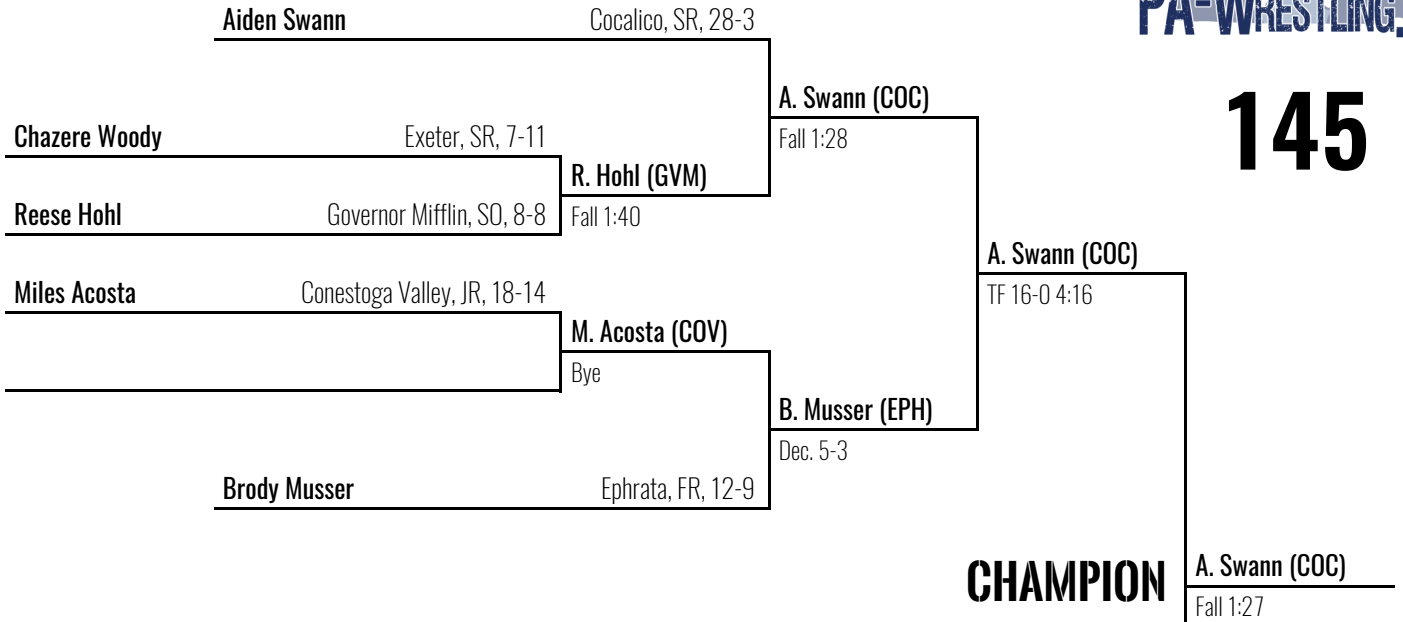 PA-WRESTLING.
Aiden Swann Cocalico, SR, 28-3
145
A. Swann (COC)
Fall 1:28
Chazere Woody Exeter, SR, 7-11
R. Hohl (GVM)
Reese Hohl Governor Mifflin, SO, 8-8
Fall 1:40
A. Swann (COC)
TF 16-0 4:16
Miles Acosta Conestoga Valley, JR, 18-14
M. Acosta (COV)
Bye
B. Musser (EPH)
Dec. 5-3
Brody Musser Ephrata, FR, 12-9
CHAMPION
A. Swann (COC)
Fall 1:27